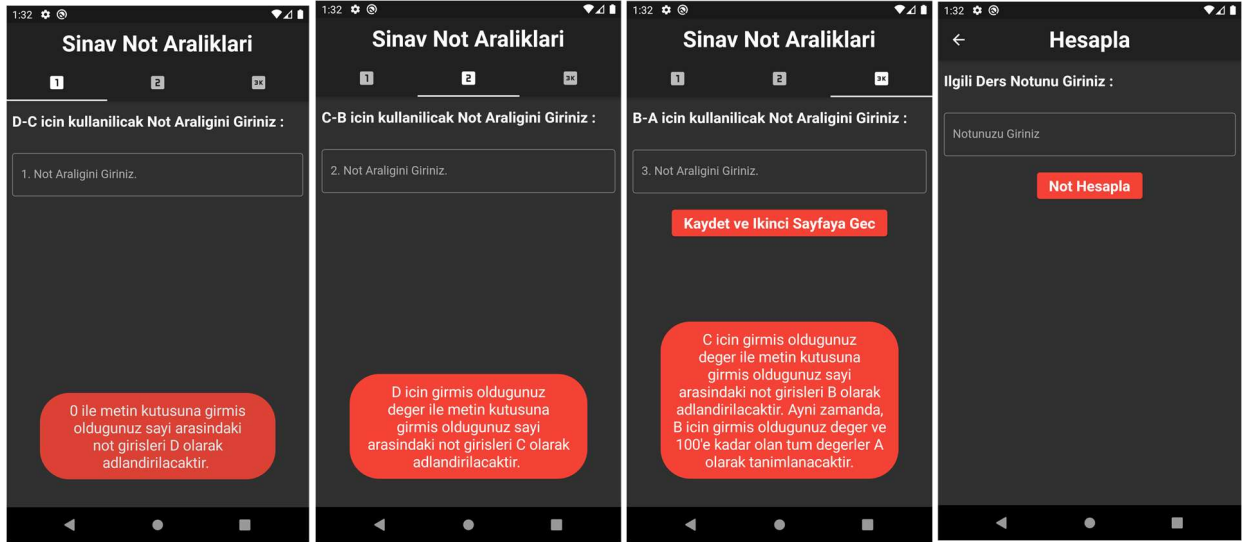 1:32
Sinav Not Araliklari
1
2
3K
D-C icin kullanilicak Not Araligini Giriniz :
1. Not Araligini Giriniz.
0 ile metin kutusuna girmis
oldugunuz sayi arasindaki
not girisleri D olarak
adlandirilacaktir.
1:32
Sinav Not Araliklari
1
2
3K
C-B icin kullanilicak Not Araligini Giriniz :
2. Not Araligini Giriniz.
D icin girmis oldugunuz
deger ile metin kutusuna
girmis oldugunuz sayi
arasindaki not girisleri C olarak
adlandirilacaktir.
1:32
Sinav Not Araliklari
1
2
3K
B-A icin kullanilicak Not Araligini Giriniz :
3. Not Araligini Giriniz.
Kaydet ve Ikinci Sayfaya Gec
C icin girmis oldugunuz
deger ile metin kutusuna
girmis oldugunuz sayi
arasindaki not girisleri B olarak
adlandirilacaktir. Ayni zamanda,
B icin girmis oldugunuz deger ve
100'e kadar olan tum degerler A
olarak tanimlanacaktir.
1:32
Hesapla
Ilgili Ders Notunu Giriniz :
Notunuzu Giriniz
Not Hesapla